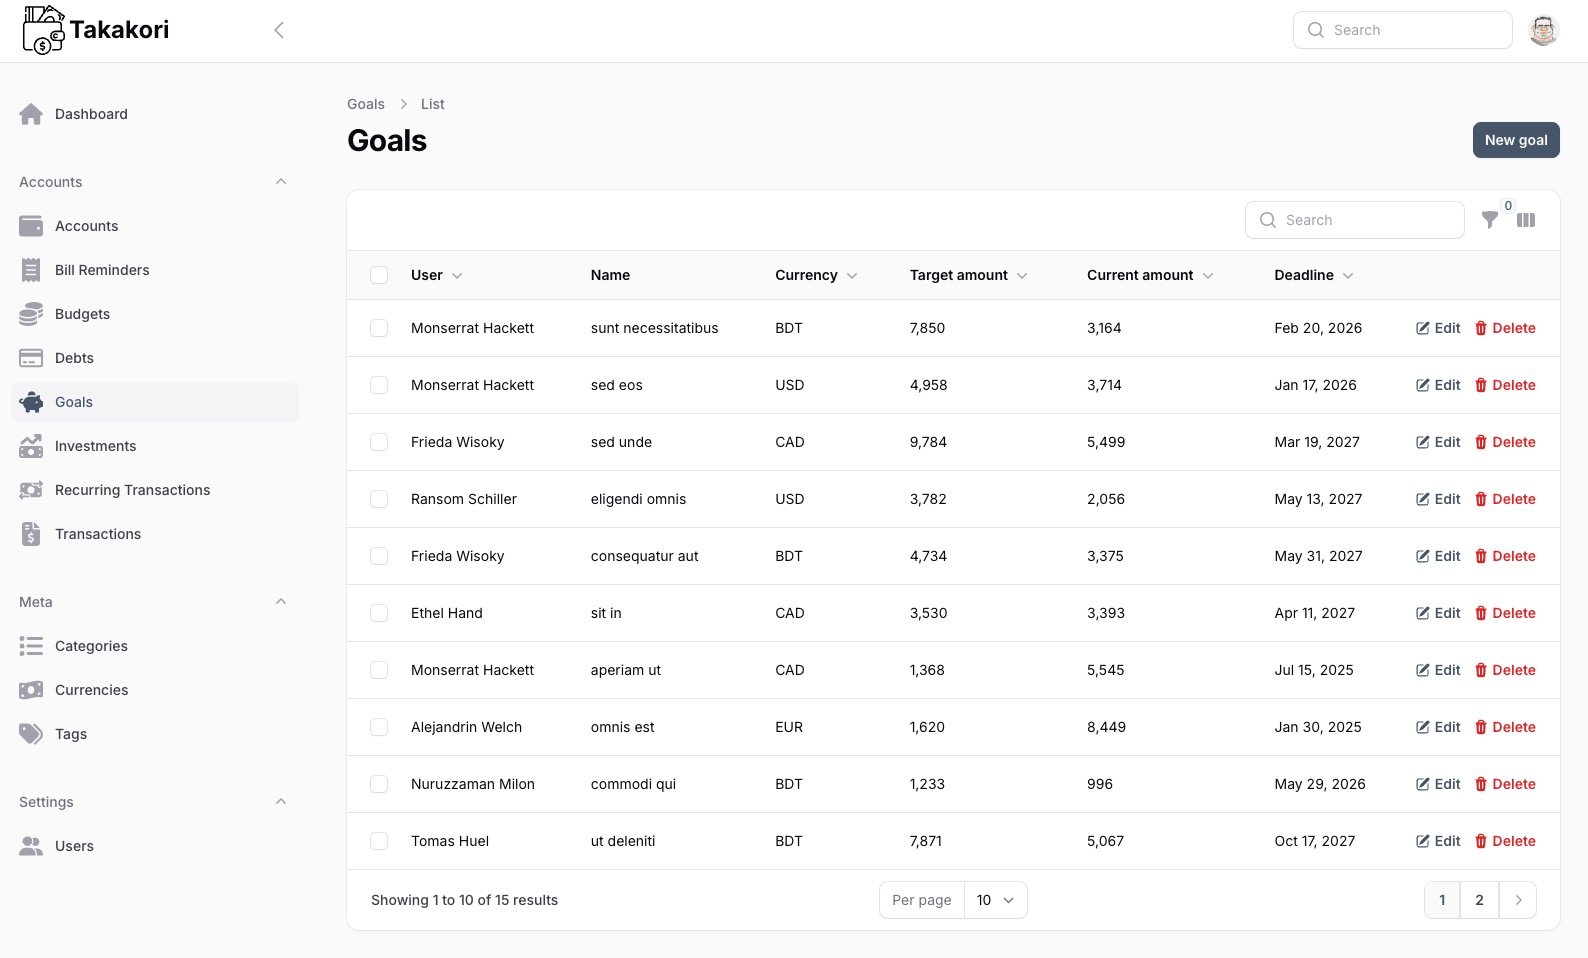 Takakori
Search
Dashboard
Accounts
Accounts
Bill Reminders
Budgets
Debts
Goals
Investments
Recurring Transactions
Transactions
Meta
Categories
Currencies
Tags
Settings
Users
Goals List
Goals
New goal
Search 0
User Name Currency Target amount Current amount Deadline
Monserrat Hackett sunt necessitatibus BDT 7,850 3,164 Feb 20, 2026 Edit Delete
Monserrat Hackett sed eos USD 4,958 3,714 Jan 17, 2026 Edit Delete
Frieda Wisoky sed unde CAD 9,784 5,499 Mar 19, 2027 Edit Delete
Ransom Schiller eligendi omnis USD 3,782 2,056 May 13, 2027 Edit Delete
Frieda Wisoky consequatur aut BDT 4,734 3,375 May 31, 2027 Edit Delete
Ethel Hand sit in CAD 3,530 3,393 Apr 11, 2027 Edit Delete
Monserrat Hackett aperiam ut CAD 1,368 5,545 Jul 15, 2025 Edit Delete
Alejandrin Welch omnis est EUR 1,620 8,449 Jan 30, 2025 Edit Delete
Nuruzzaman Milon commodi qui BDT 1,233 996 May 29, 2026 Edit Delete
Tomas Huel ut deleniti BDT 7,871 5,067 Oct 17, 2027 Edit Delete
Showing 1 to 10 of 15 results Per page 10 1 2